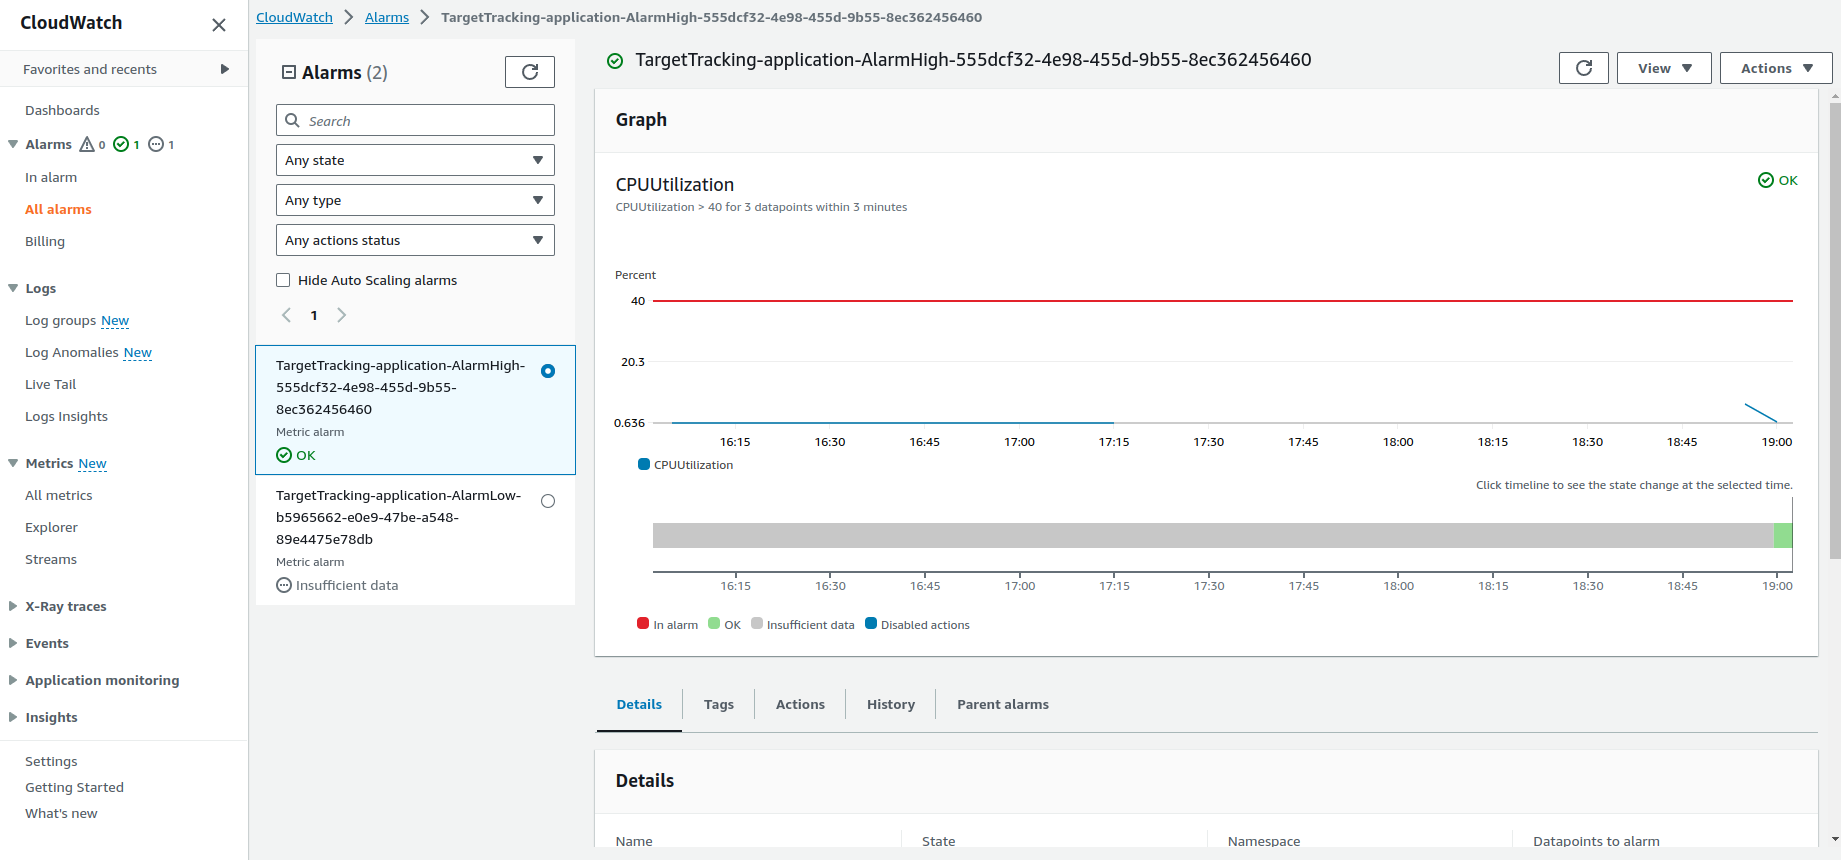 CloudWatch
Favorites and recents
Dashboards
Alarms 0 1 1
In alarm
All alarms
Billing
Logs
Log groups New
Log Anomalies New
Live Tail
Logs Insights
Metrics New
All metrics
Explorer
Streams
X-Ray traces
Events
Application monitoring
Insights
Settings
Getting Started
What's new
CloudWatch > Alarms > TargetTracking-application-AlarmHigh-555dcf32-4e98-455d-9b55-8ec362456460
Alarms (2)
Search
Any state
Any type
Any actions status
Hide Auto Scaling alarms
1
TargetTracking-application-AlarmHigh-
555dcf32-4e98-455d-9b55-
8ec362456460
Metric alarm
OK
TargetTracking-application-AlarmLow-
b5965662-e0e9-47be-a548-
89e4475e78db
Metric alarm
Insufficient data
TargetTracking-application-AlarmHigh-555dcf32-4e98-455d-9b55-8ec362456460
View
Actions
Graph
CPUUtilization
OK
CPUUtilization > 40 for 3 datapoints within 3 minutes
Percent
40
20.3
0.636
16:15 16:30 16:45 17:00 17:15 17:30 17:45 18:00 18:15 18:30 18:45 19:00
CPUUtilization
Click timeline to see the state change at the selected time.
16:15 16:30 16:45 17:00 17:15 17:30 17:45 18:00 18:15 18:30 18:45 19:00
In alarm OK Insufficient data Disabled actions
Details Tags Actions History Parent alarms
Details
Name State Namespace Datapoints to alarm